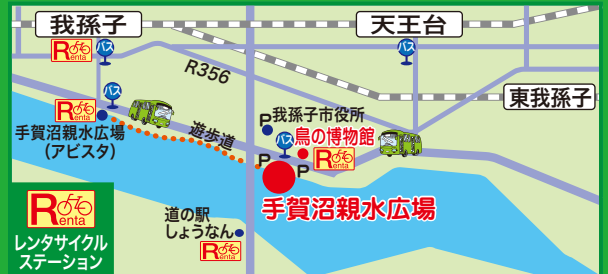 我孫子
天王台
Renta
バス
バス
R356
東我孫子
Renta
バス
手賀沼親水広場
（アビスタ）
遊歩道
P
我孫子市役所
バス
鳥の博物館
P
P
Renta
手賀沼親水広場
Renta
レンタサイクル
ステーション
道の駅
しょうなん
Renta